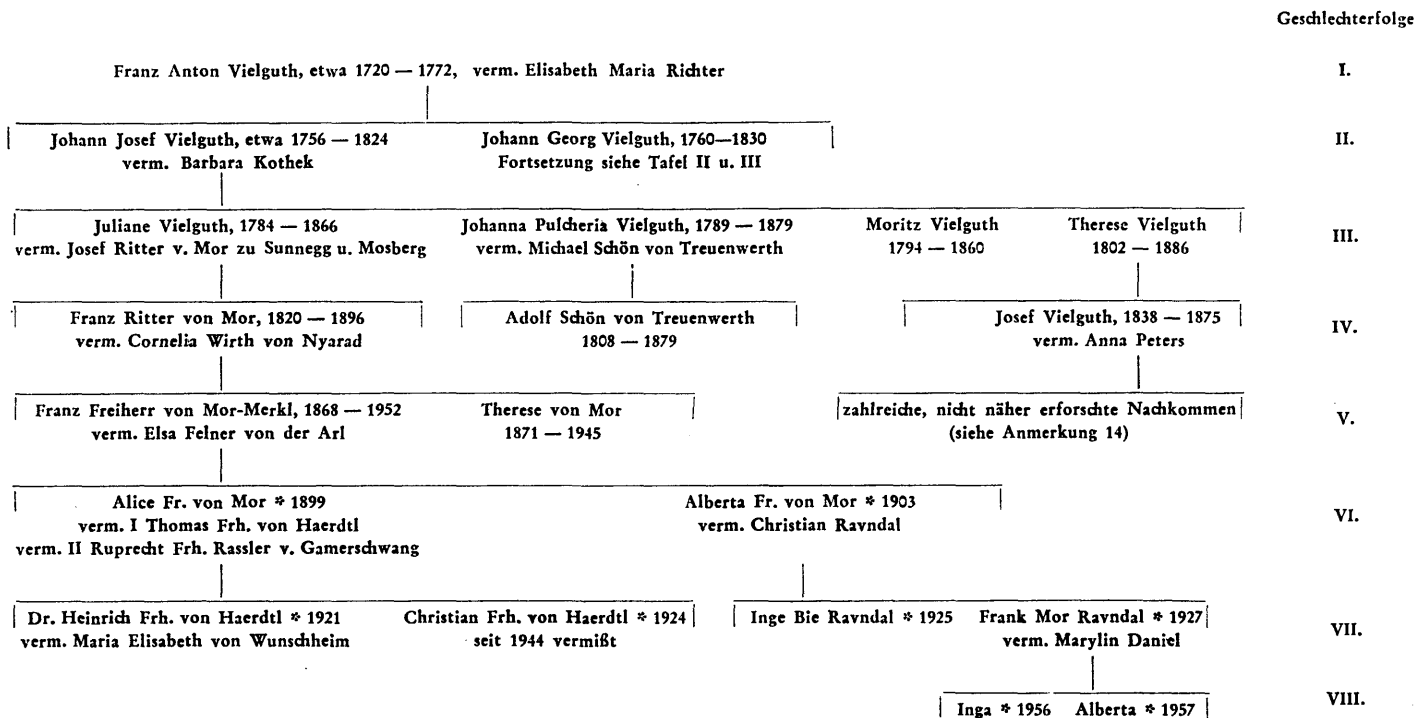 Geschlechterfolge
Franz Anton Vielguth, etwa 1720 — 1772, verm. Elisabeth Maria Richter I.
Johann Josef Vielguth, etwa 1756 — 1824 Johann Georg Vielguth, 1760—1830 II.
verm. Barbara Kothek Fortsetzung siehe Tafel II u. III
Juliane Vielguth, 1784 — 1866 Johanna Pulcheria Vielguth, 1789 — 1879 Moritz Vielguth Therese Vielguth III.
verm. Josef Ritter v. Mor zu Sunnegg u. Mosberg verm. Michael Schön von Treuenwerth 1794 — 1860 1802 — 1886
Franz Ritter von Mor, 1820 — 1896 Adolf Schön von Treuenwerth Josef Vielguth, 1838 — 1875 IV.
verm. Cornelia Wirth von Nyarad 1808 — 1879 verm. Anna Peters
Franz Freiherr von Mor-Merkl, 1868 — 1952 Therese von Mor zahlreiche, nicht näher erforschte Nachkommen V.
verm. Elsa Felner von der Arl 1871 — 1945 (siehe Anmerkung 14)
Alice Fr. von Mor * 1899 Alberta Fr. von Mor * 1903 VI.
verm. I Thomas Frh. von Haerdtl verm. Christian Ravndal
verm. II Ruprecht Frh. Rassler v. Gamerschwang
Dr. Heinrich Frh. von Haerdtl * 1921 Christian Frh. von Haerdtl * 1924 Inge Bie Ravndal * 1925 Frank Mor Ravndal * 1927 VII.
verm. Maria Elisabeth von Wunschheim seit 1944 vermißt verm. Marylin Daniel
Inga * 1956 Alberta * 1957 VIII.